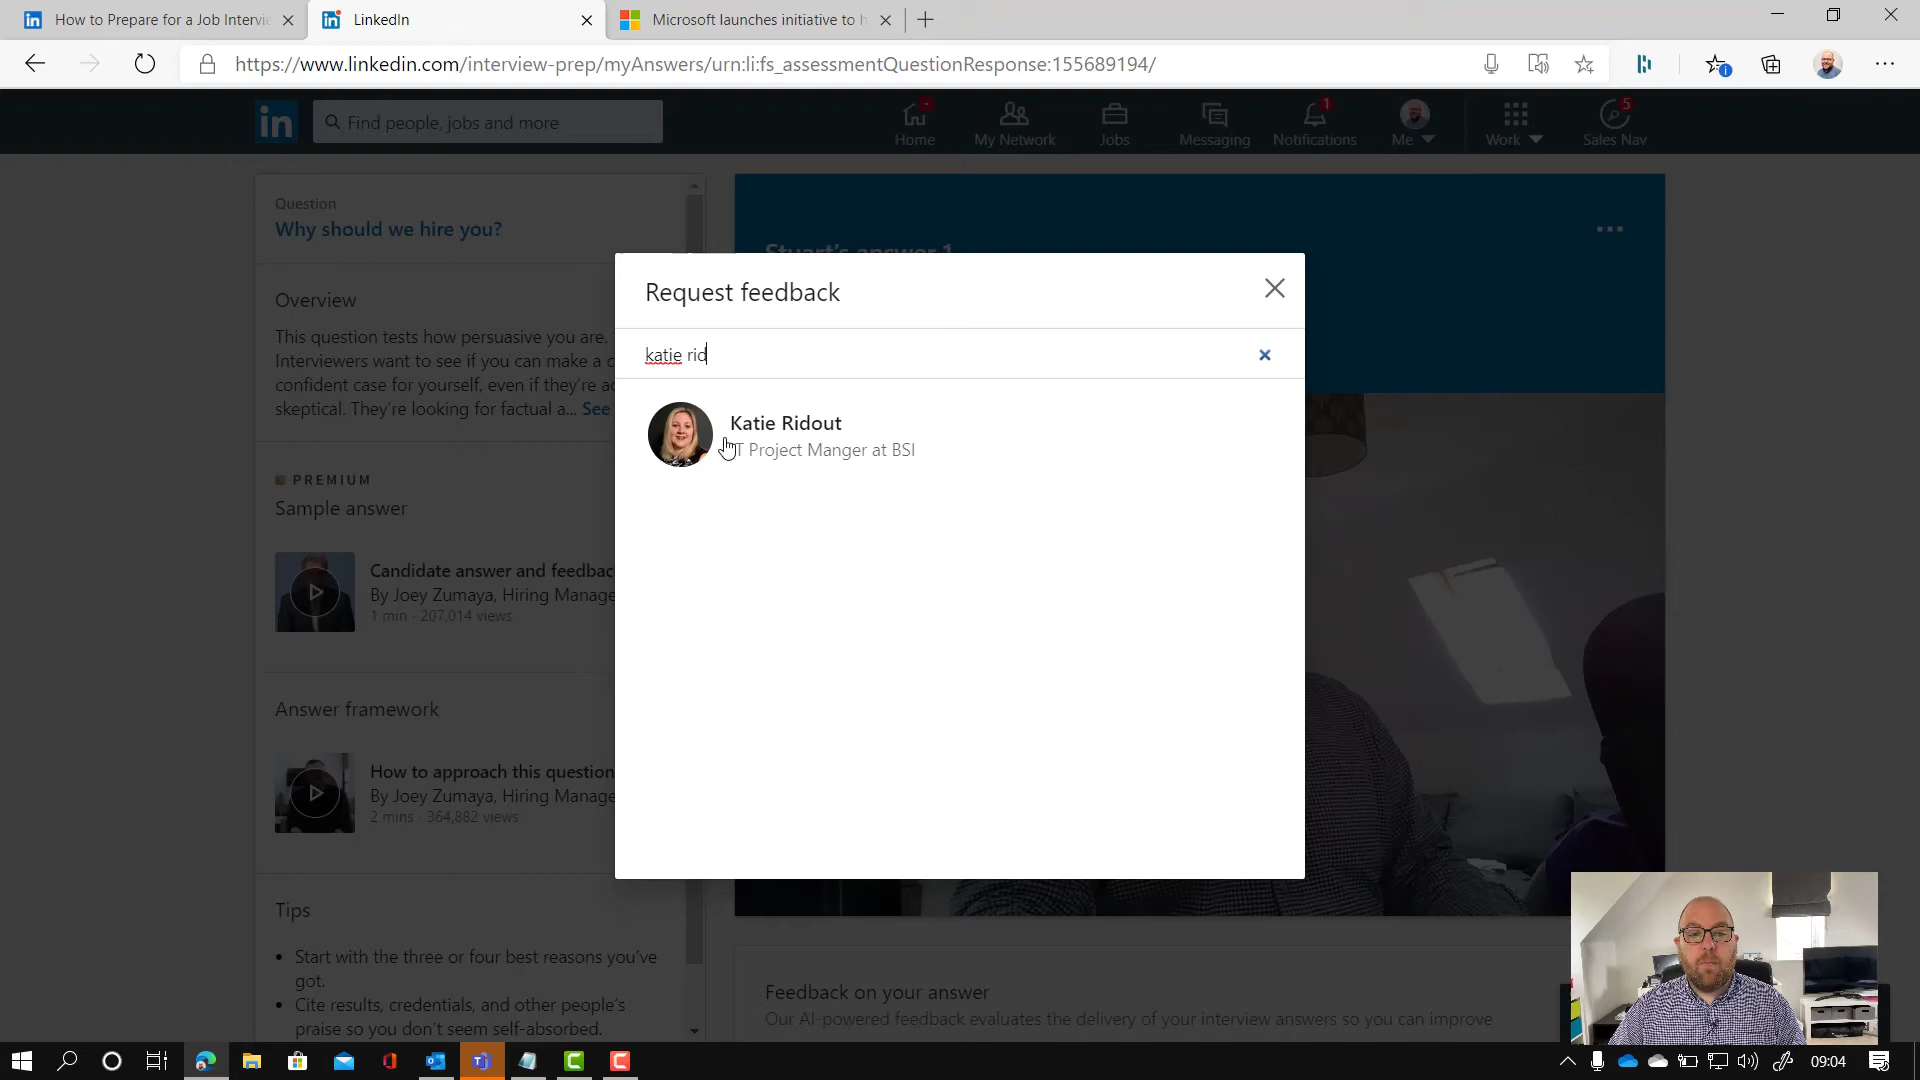 How to Prepare for a Job Intervie
LinkedIn
Microsoft launches initiative to h
https://www.linkedin.com/interview-prep/myAnswers/urn:li:fs_assessmentQuestionResponse:155689194/
in
Find people, jobs and more
Home
My Network
Jobs
Messaging
1
Notifications
Me
Work
5
Sales Nav
Question
Why should we hire you?
Overview
This question tests how persuasive you are.
Interviewers want to see if you can make a c
confident case for yourself, even if they're a
skeptical. They're looking for factual a... See
PREMIUM
Sample answer
Candidate answer and feedbac
By Joey Zumaya, Hiring Manage
1 min · 207,014 views
Answer framework
How to approach this question
By Joey Zumaya, Hiring Manage
2 mins · 364,882 views
Tips
• Start with the three or four best reasons you've
got.
• Cite results, credentials, and other people's
praise so you don't seem self-absorbed.
Stuart's answer 1
Request feedback
katie rid
Katie Ridout
IT Project Manger at BSI
Feedback on your answer
Our AI-powered feedback evaluates the delivery of your interview answers so you can improve
09:04